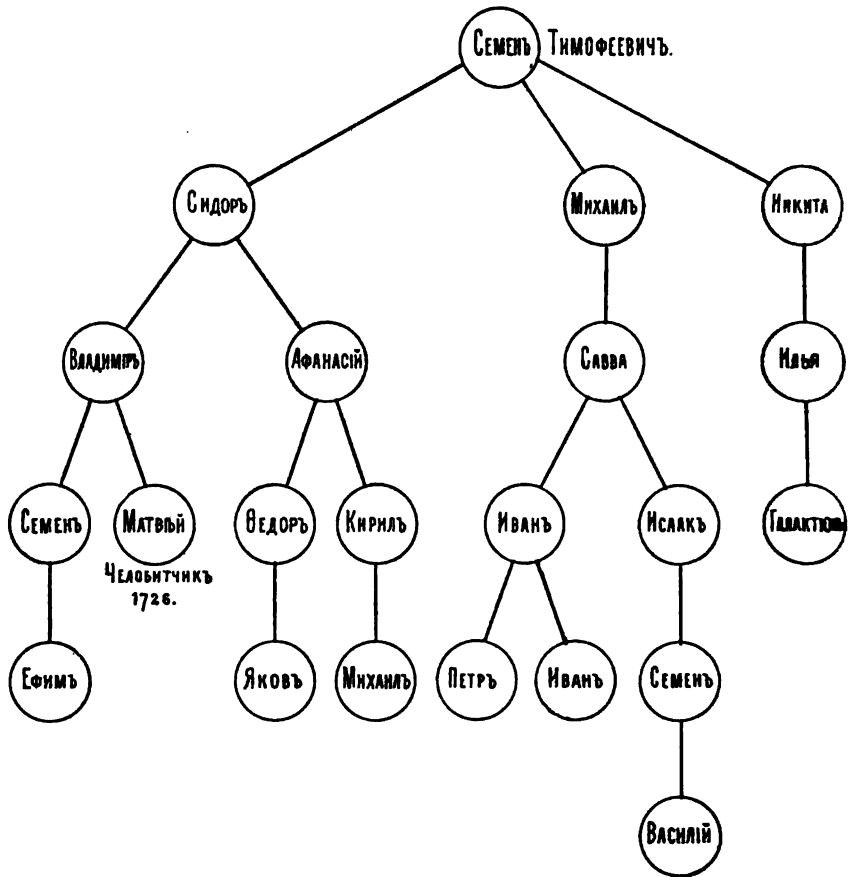 Семенъ Тимофеевичъ.
Сидоръ Михаилъ Никита
Владиміръ Афанасій Савва Илья
Семенъ Матвѣй Ѳедоръ Кирилъ Иванъ Исаакъ Галактіонъ
Челобитчикъ
1726.
Ефимъ Яковъ Михаилъ Петръ Иванъ Семенъ
Василій